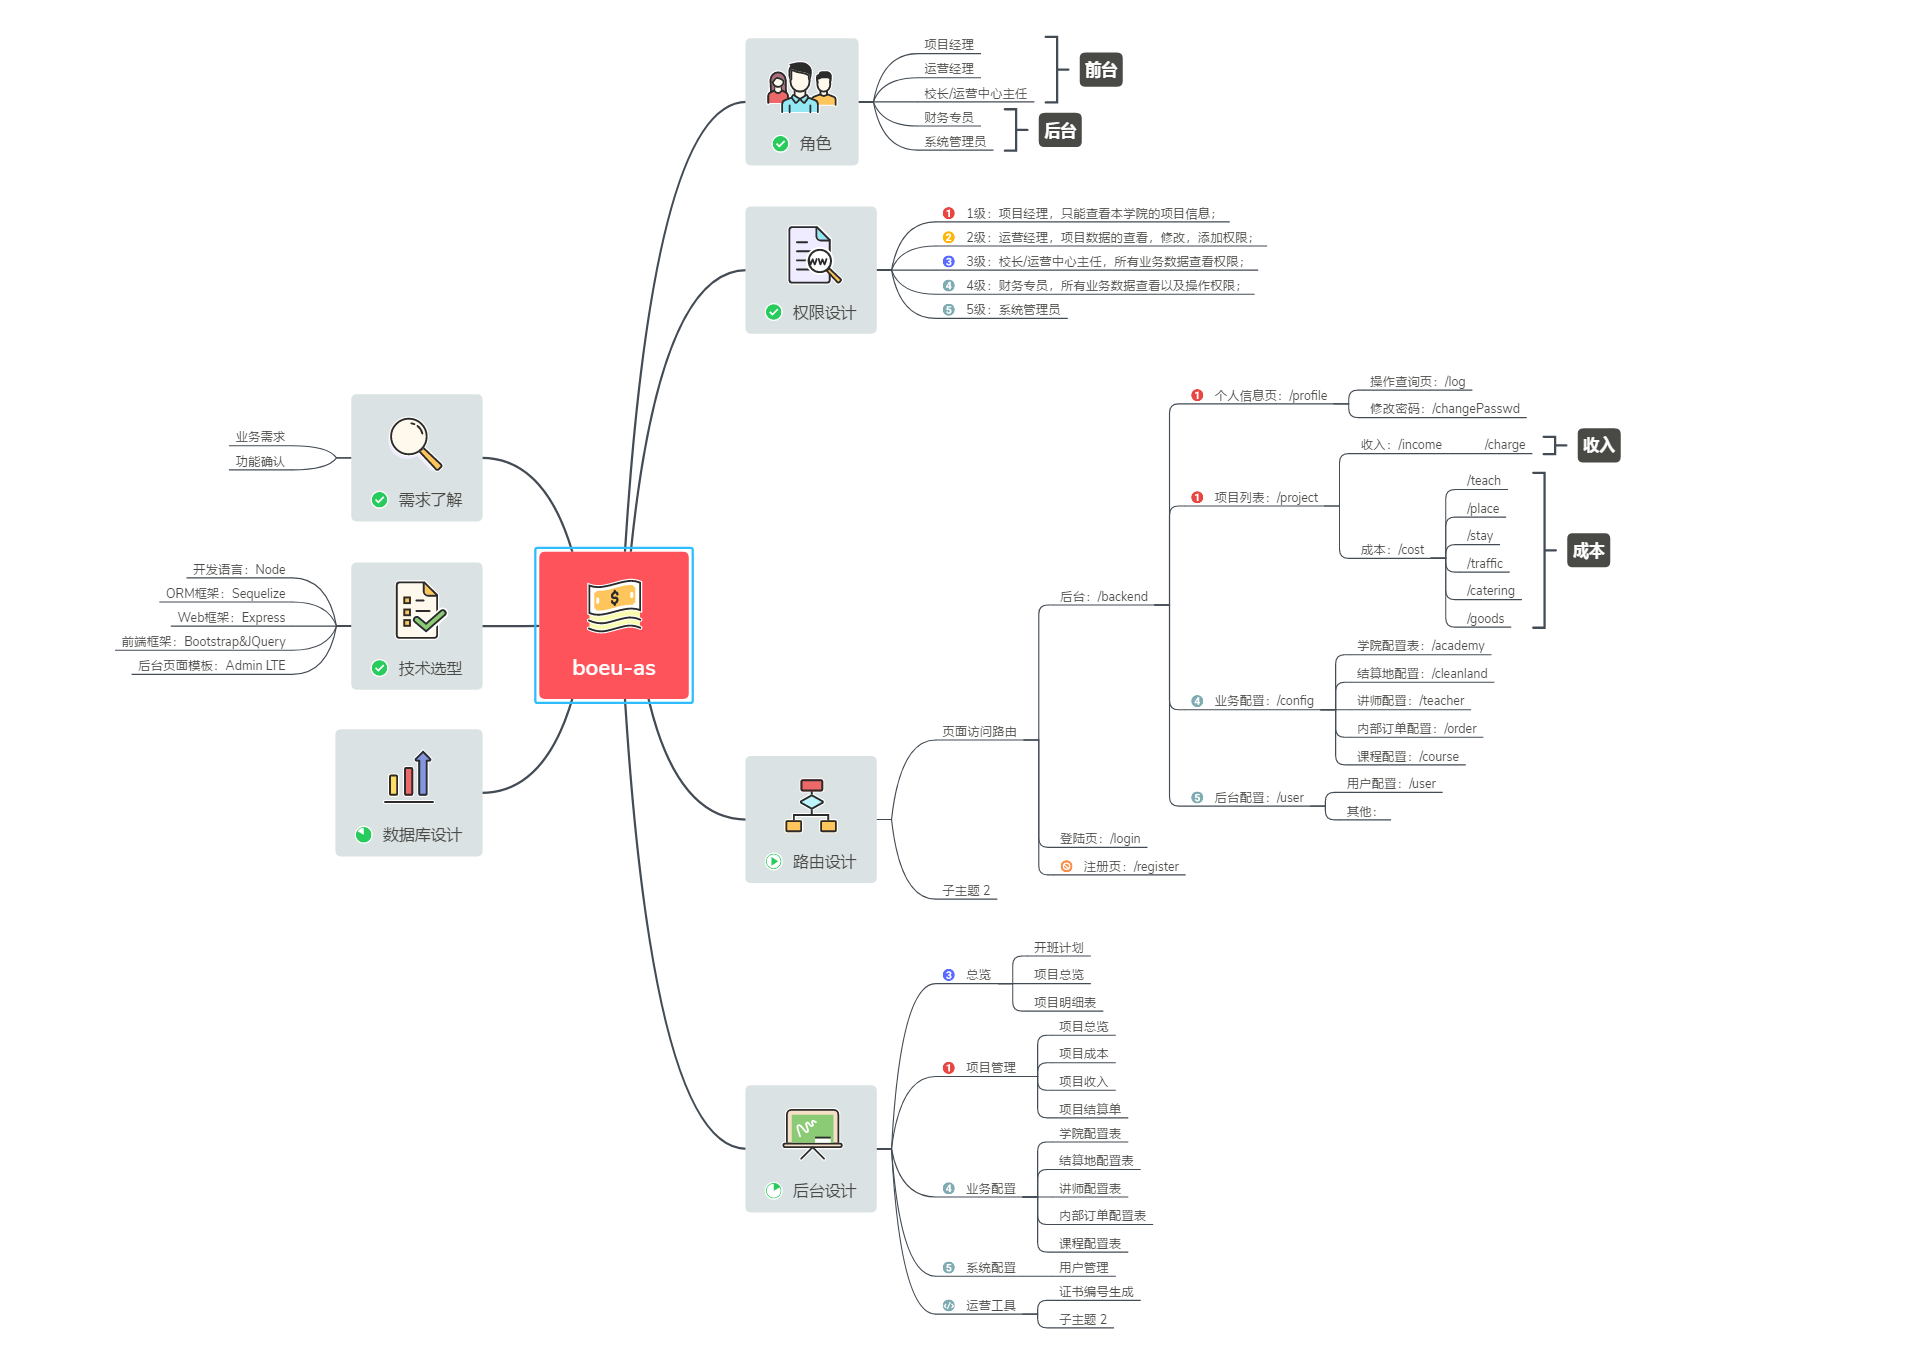 boeu-as
角色
项目经理
运营经理
校长/运营中心主任
财务专员
系统管理员
前台
后台
权限设计
1 1级：项目经理，只能查看本学院的项目信息；
2 2级：运营经理，项目数据的查看，修改，添加权限；
3 3级：校长/运营中心主任，所有业务数据查看权限；
4 4级：财务专员，所有业务数据查看以及操作权限；
5 5级：系统管理员
WW
需求了解
业务需求
功能确认
技术选型
开发语言：Node
ORM框架：Sequelize
Web框架：Express
前端框架：Bootstrap&JQuery
后台页面模板：Admin LTE
数据库设计
$
路由设计
页面访问路由
后台：/backend
1 个人信息页：/profile
操作查询页：/log
修改密码：/changePasswd
1 项目列表：/project
收入：/income
/charge
收入
成本：/cost
/teach
/place
/stay
/traffic
/catering
/goods
成本
4 业务配置：/config
学院配置表：/academy
结算地配置：/cleanland
讲师配置：/teacher
内部订单配置：/order
课程配置：/course
5 后台配置：/user
用户配置：/user
其他：
登陆页：/login
注册页：/register
子主题 2
后台设计
3 总览
开班计划
项目总览
项目明细表
1 项目管理
项目总览
项目成本
项目收入
项目结算单
4 业务配置
学院配置表
结算地配置表
讲师配置表
内部订单配置表
课程配置表
5 系统配置
用户管理
</> 运营工具
证书编号生成
子主题 2